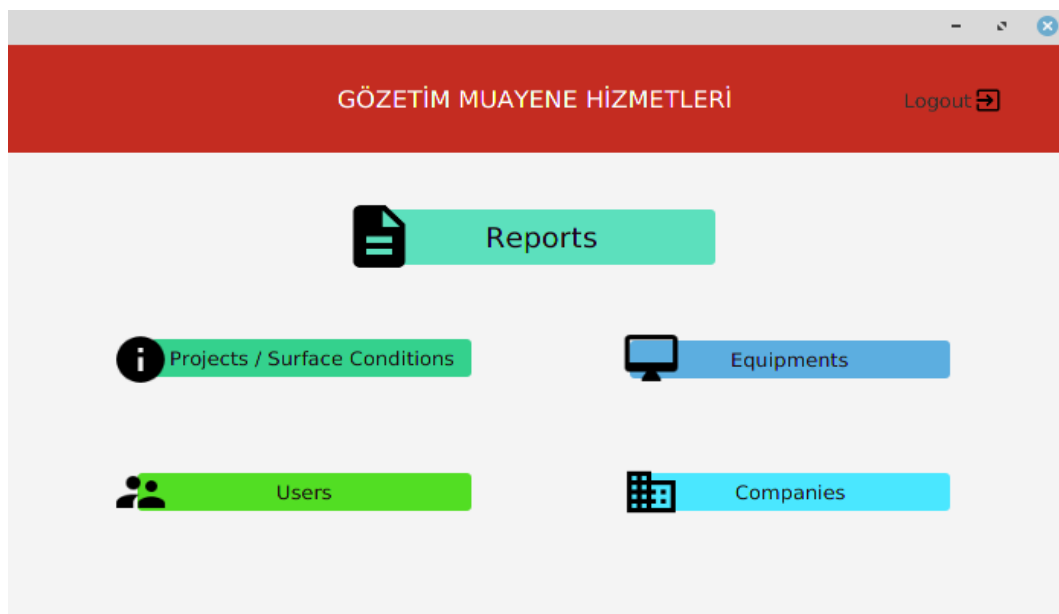 GÖZETİM MUAYENE HİZMETLERİ
Logout
Reports
Projects / Surface Conditions
Equipments
Users
Companies